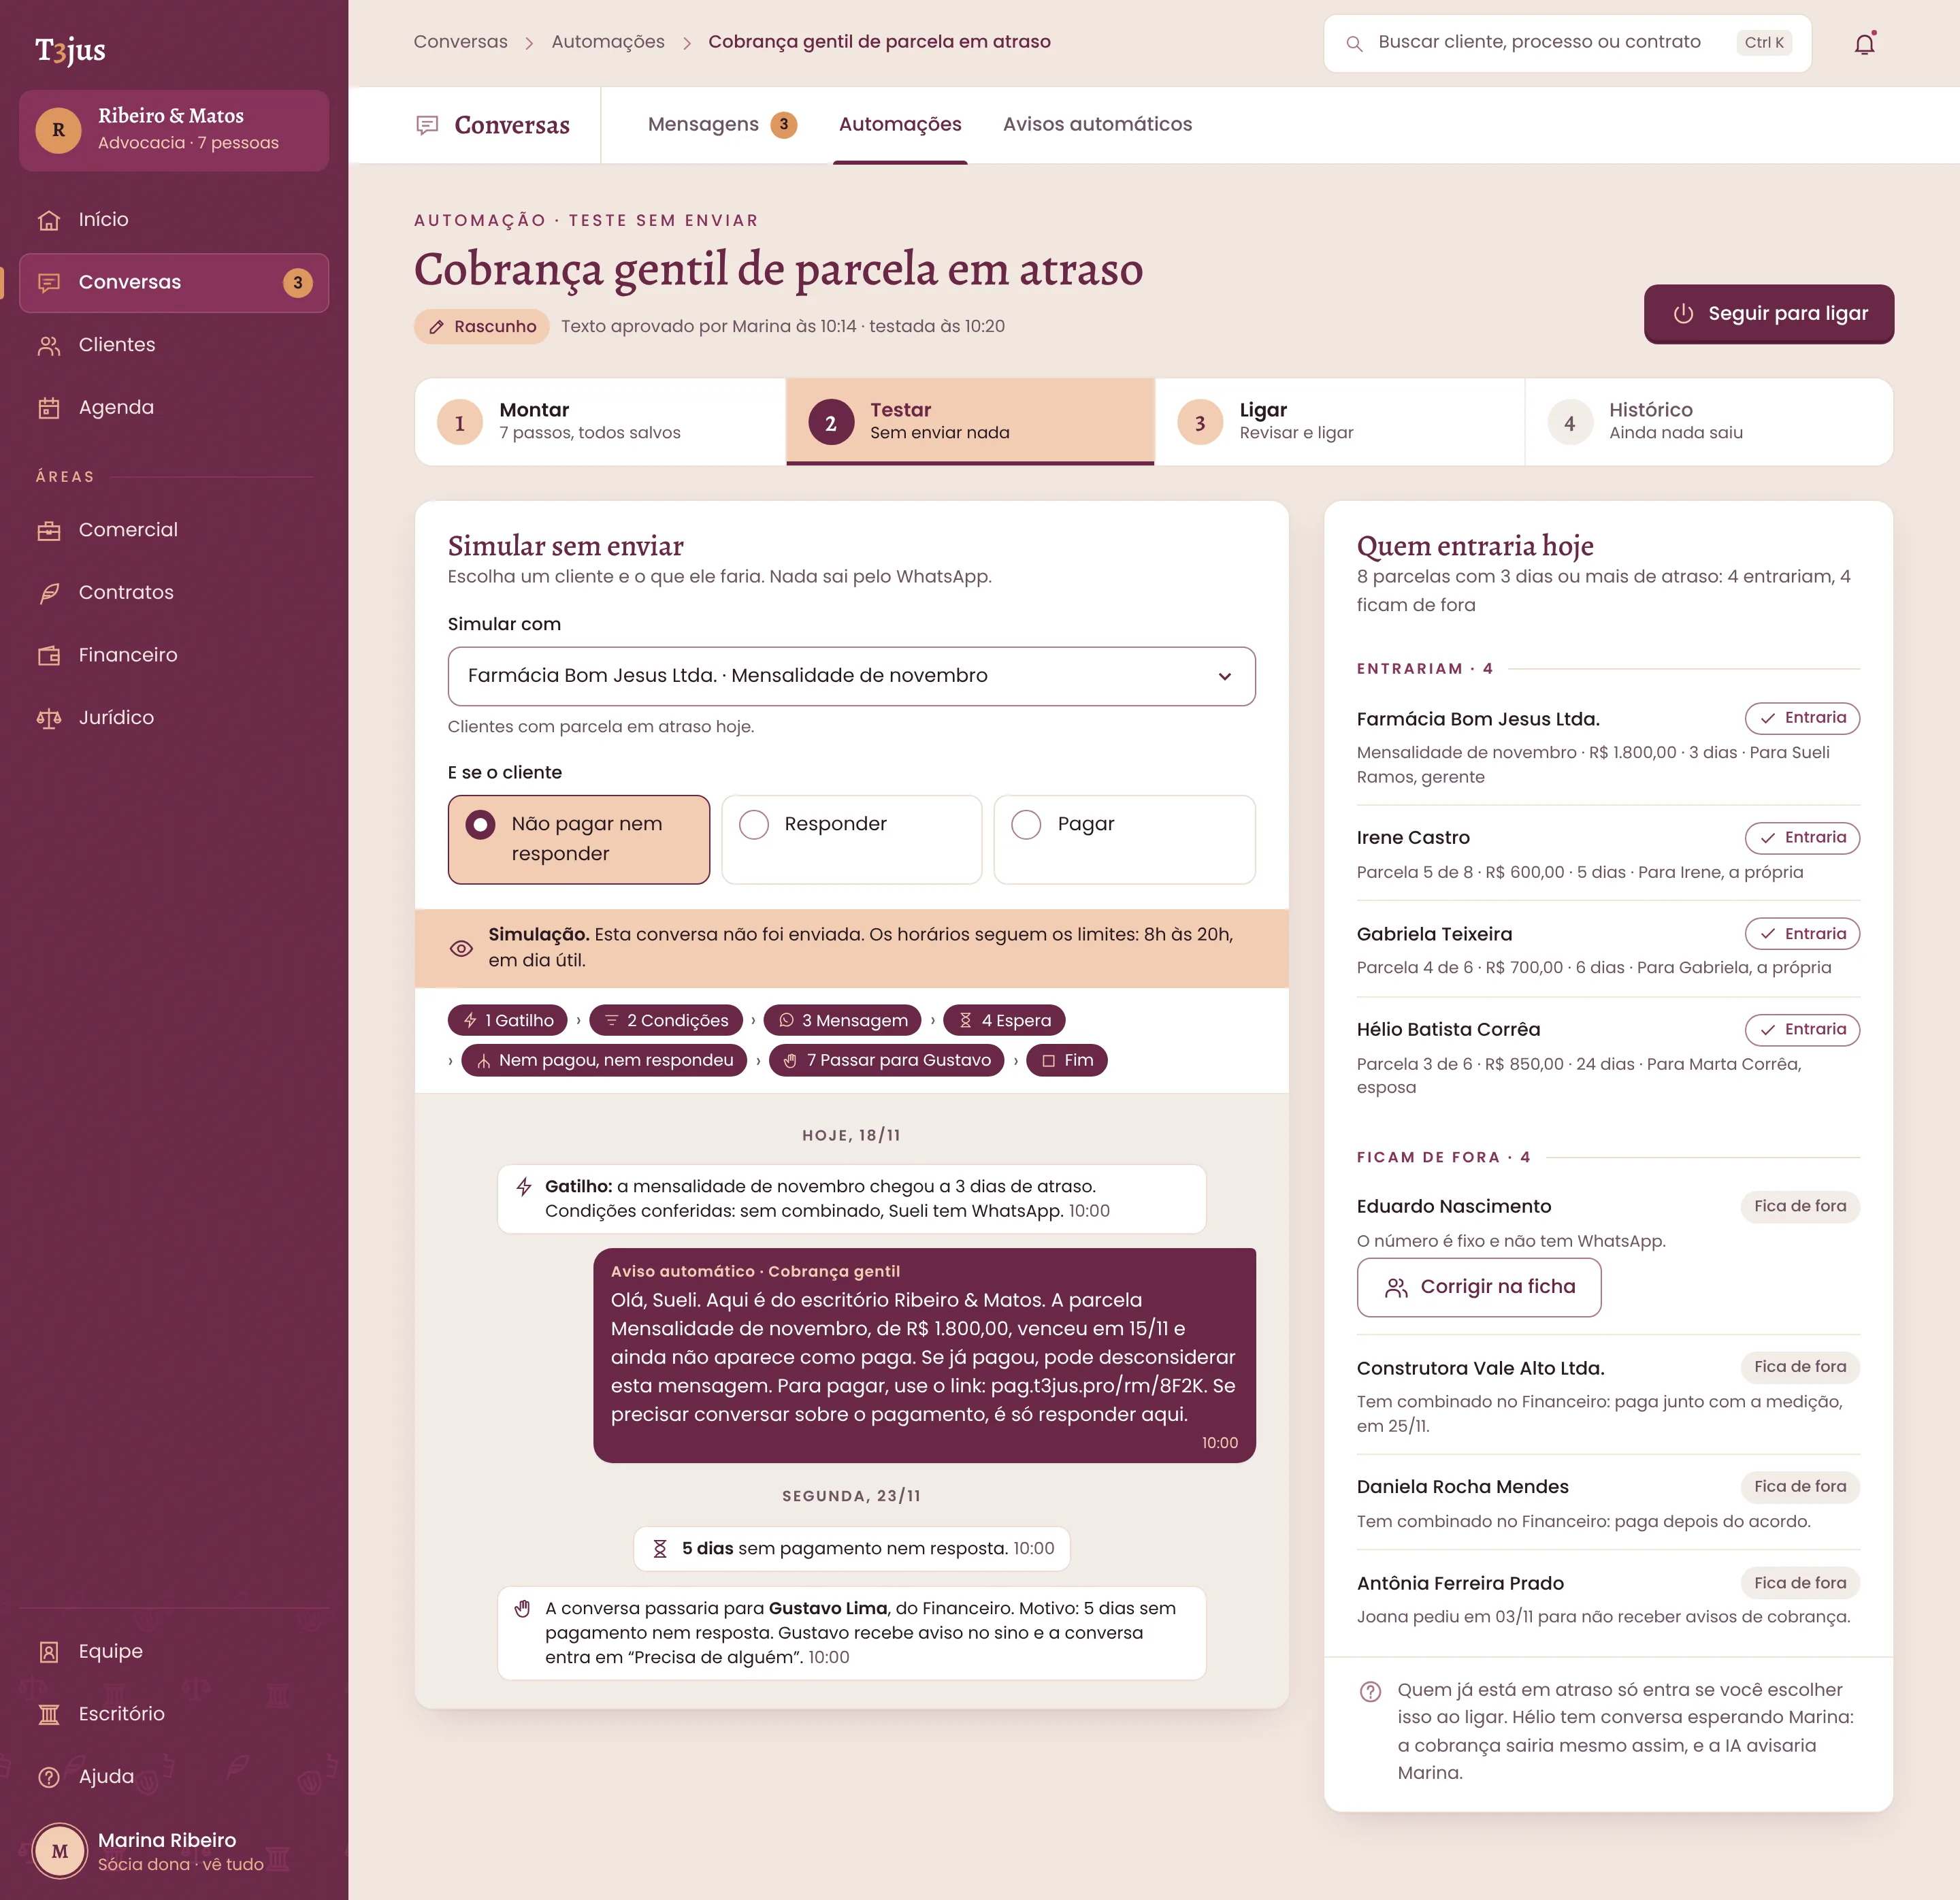 T3jus
R
Ribeiro & Matos
Advocacia · 7 pessoas
Início
Conversas
3
Clientes
Agenda
ÁREAS
Comercial
Contratos
Financeiro
Jurídico
Equipe
Escritório
Ajuda
M
Marina Ribeiro
Sócia dona · vê tudo
Conversas
Automações
Cobrança gentil de parcela em atraso
Buscar cliente, processo ou contrato
Ctrl K
Conversas
Mensagens
3
Automações
Avisos automáticos
AUTOMAÇÃO · TESTE SEM ENVIAR
Cobrança gentil de parcela em atraso
Rascunho
Texto aprovado por Marina às 10:14 · testada às 10:20
Seguir para ligar
1
Montar
7 passos, todos salvos
2
Testar
Sem enviar nada
3
Ligar
Revisar e ligar
4
Histórico
Ainda nada saiu
Simular sem enviar
Escolha um cliente e o que ele faria. Nada sai pelo WhatsApp.
Simular com
Farmácia Bom Jesus Ltda. · Mensalidade de novembro
Clientes com parcela em atraso hoje.
E se o cliente
Não pagar nem
responder
Responder
Pagar
Simulação. Esta conversa não foi enviada. Os horários seguem os limites: 8h às 20h,
em dia útil.
1 Gatilho › 2 Condições › 3 Mensagem › 4 Espera
› Nem pagou, nem respondeu › 7 Passar para Gustavo › Fim
HOJE, 18/11
Gatilho: a mensalidade de novembro chegou a 3 dias de atraso.
Condições conferidas: sem combinado, Sueli tem WhatsApp. 10:00
Aviso automático · Cobrança gentil
Olá, Sueli. Aqui é do escritório Ribeiro & Matos. A parcela
Mensalidade de novembro, de R$ 1.800,00, venceu em 15/11 e
ainda não aparece como paga. Se já pagou, pode desconsiderar
esta mensagem. Para pagar, use o link: pag.t3jus.pro/rm/8F2K. Se
precisar conversar sobre o pagamento, é só responder aqui.
10:00
SEGUNDA, 23/11
5 dias sem pagamento nem resposta. 10:00
A conversa passaria para Gustavo Lima, do Financeiro. Motivo: 5 dias sem
pagamento nem resposta. Gustavo recebe aviso no sino e a conversa
entra em “Precisa de alguém”. 10:00
Quem entraria hoje
8 parcelas com 3 dias ou mais de atraso: 4 entrariam, 4
ficam de fora
ENTRARIAM · 4
Farmácia Bom Jesus Ltda.
Entraria
Mensalidade de novembro · R$ 1.800,00 · 3 dias · Para Sueli
Ramos, gerente
Irene Castro
Entraria
Parcela 5 de 8 · R$ 600,00 · 5 dias · Para Irene, a própria
Gabriela Teixeira
Entraria
Parcela 4 de 6 · R$ 700,00 · 6 dias · Para Gabriela, a própria
Hélio Batista Corrêa
Entraria
Parcela 3 de 6 · R$ 850,00 · 24 dias · Para Marta Corrêa,
esposa
FICAM DE FORA · 4
Eduardo Nascimento
Fica de fora
O número é fixo e não tem WhatsApp.
Corrigir na ficha
Construtora Vale Alto Ltda.
Fica de fora
Tem combinado no Financeiro: paga junto com a medição,
em 25/11.
Daniela Rocha Mendes
Fica de fora
Tem combinado no Financeiro: paga depois do acordo.
Antônia Ferreira Prado
Fica de fora
Joana pediu em 03/11 para não receber avisos de cobrança.
Quem já está em atraso só entra se você escolher
isso ao ligar. Hélio tem conversa esperando Marina:
a cobrança sairia mesmo assim, e a IA avisaria
Marina.